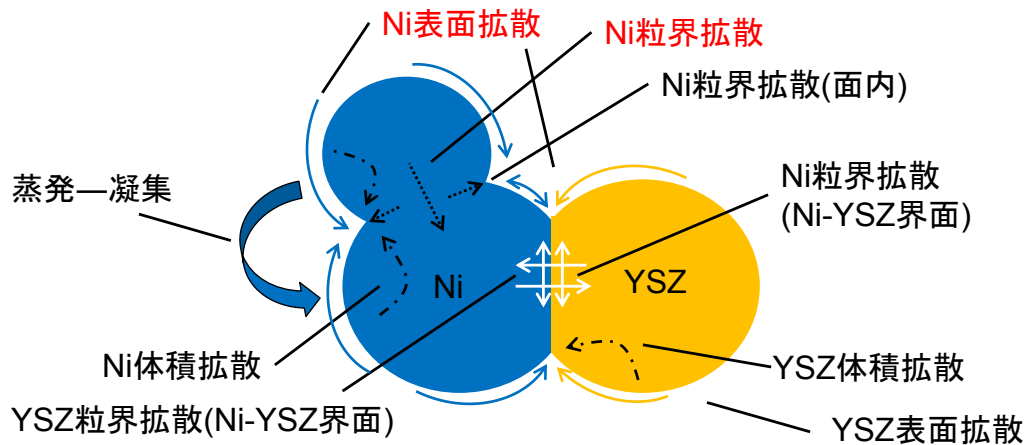 Ni表面拡散
Ni粒界拡散
Ni粒界拡散(面内)
蒸発―凝集
Ni粒界拡散
(Ni-YSZ界面)
Ni
YSZ
Ni体積拡散
YSZ体積拡散
YSZ粒界拡散(Ni-YSZ界面)
YSZ表面拡散